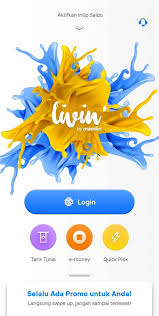 Aktifkan Intip Saldo
livin'
by mandiri
Login
Tarik Tunai
e-money
Quick Pick
Selalu Ada Promo untuk Anda!
Langsung swipe up, jangan sampai terlewat!